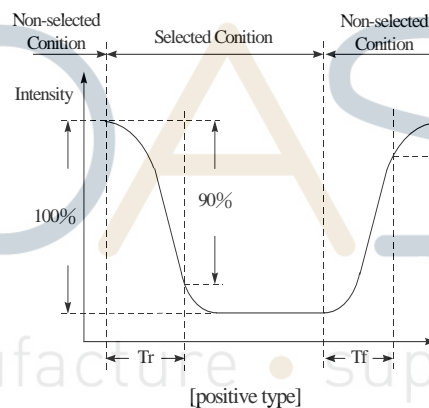 Non-selected
Conition
Selected Conition
Non-selected
Conition
Intensity
100%
90%
Tr
Tf
[positive type]